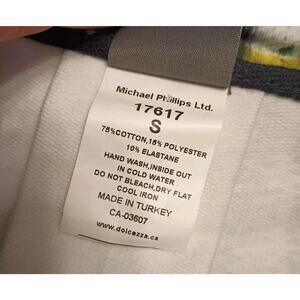 Michael Phillips Ltd.
17617
S
75%COTTON,15% POLYESTER
10% ELASTANE
HAND WASH,INSIDE OUT
IN COLD WATER
DO NOT BLEACH.DRY FLAT
COOL IRON
MADE IN TURKEY
CA-03607
www.dolcezza.ca